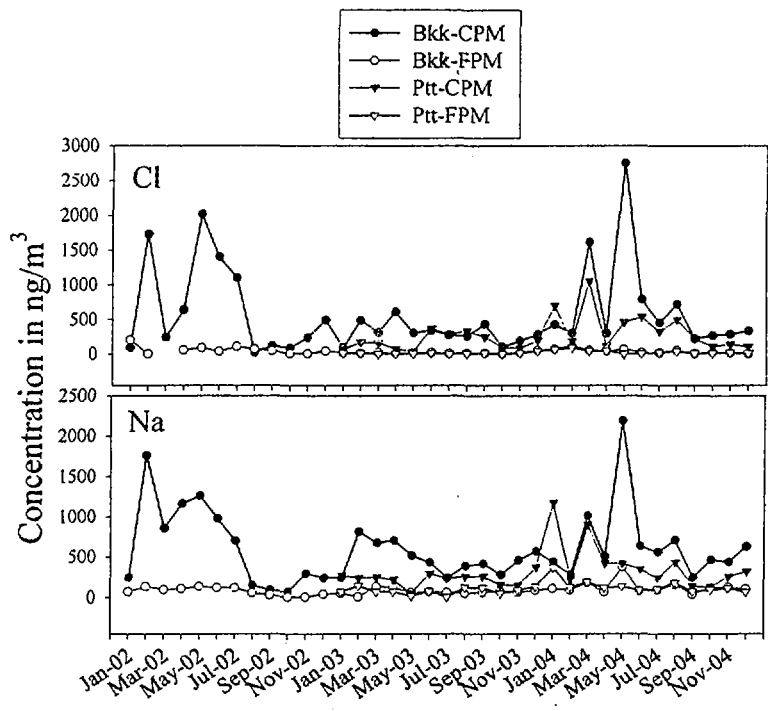 Bkk-CPM
Bkk-FPM
Ptt-CPM
Ptt-FPM
Cl
3000
2500
2000
1500
1000
500
0
Concentration in ng/m³
Na
2500
2000
1500
1000
500
0
Jan-02
Mar-02
May-02
Jul-02
Sep-02
Nov-02
Jan-03
Mar-03
May-03
Jul-03
Sep-03
Nov-03
Jan-04
Mar-04
May-04
Jul-04
Sep-04
Nov-04